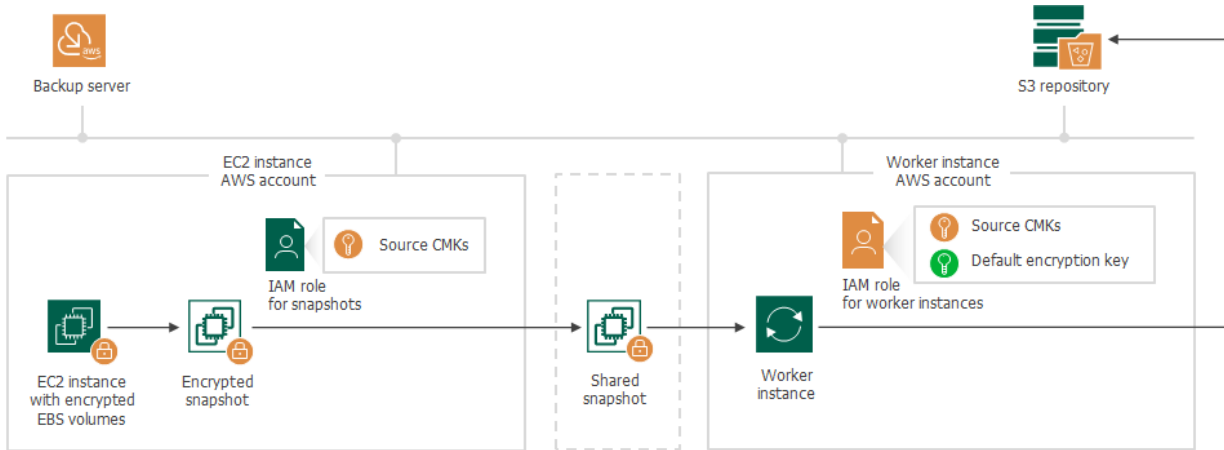 aws
Backup server
S3 repository
EC2 instance
AWS account
Worker instance
AWS account
Source CMKs
IAM role
for snapshots
Source CMKs
Default encryption key
IAM role
for worker instances
EC2 instance
with encrypted
EBS volumes
Encrypted
snapshot
Shared
snapshot
Worker
instance